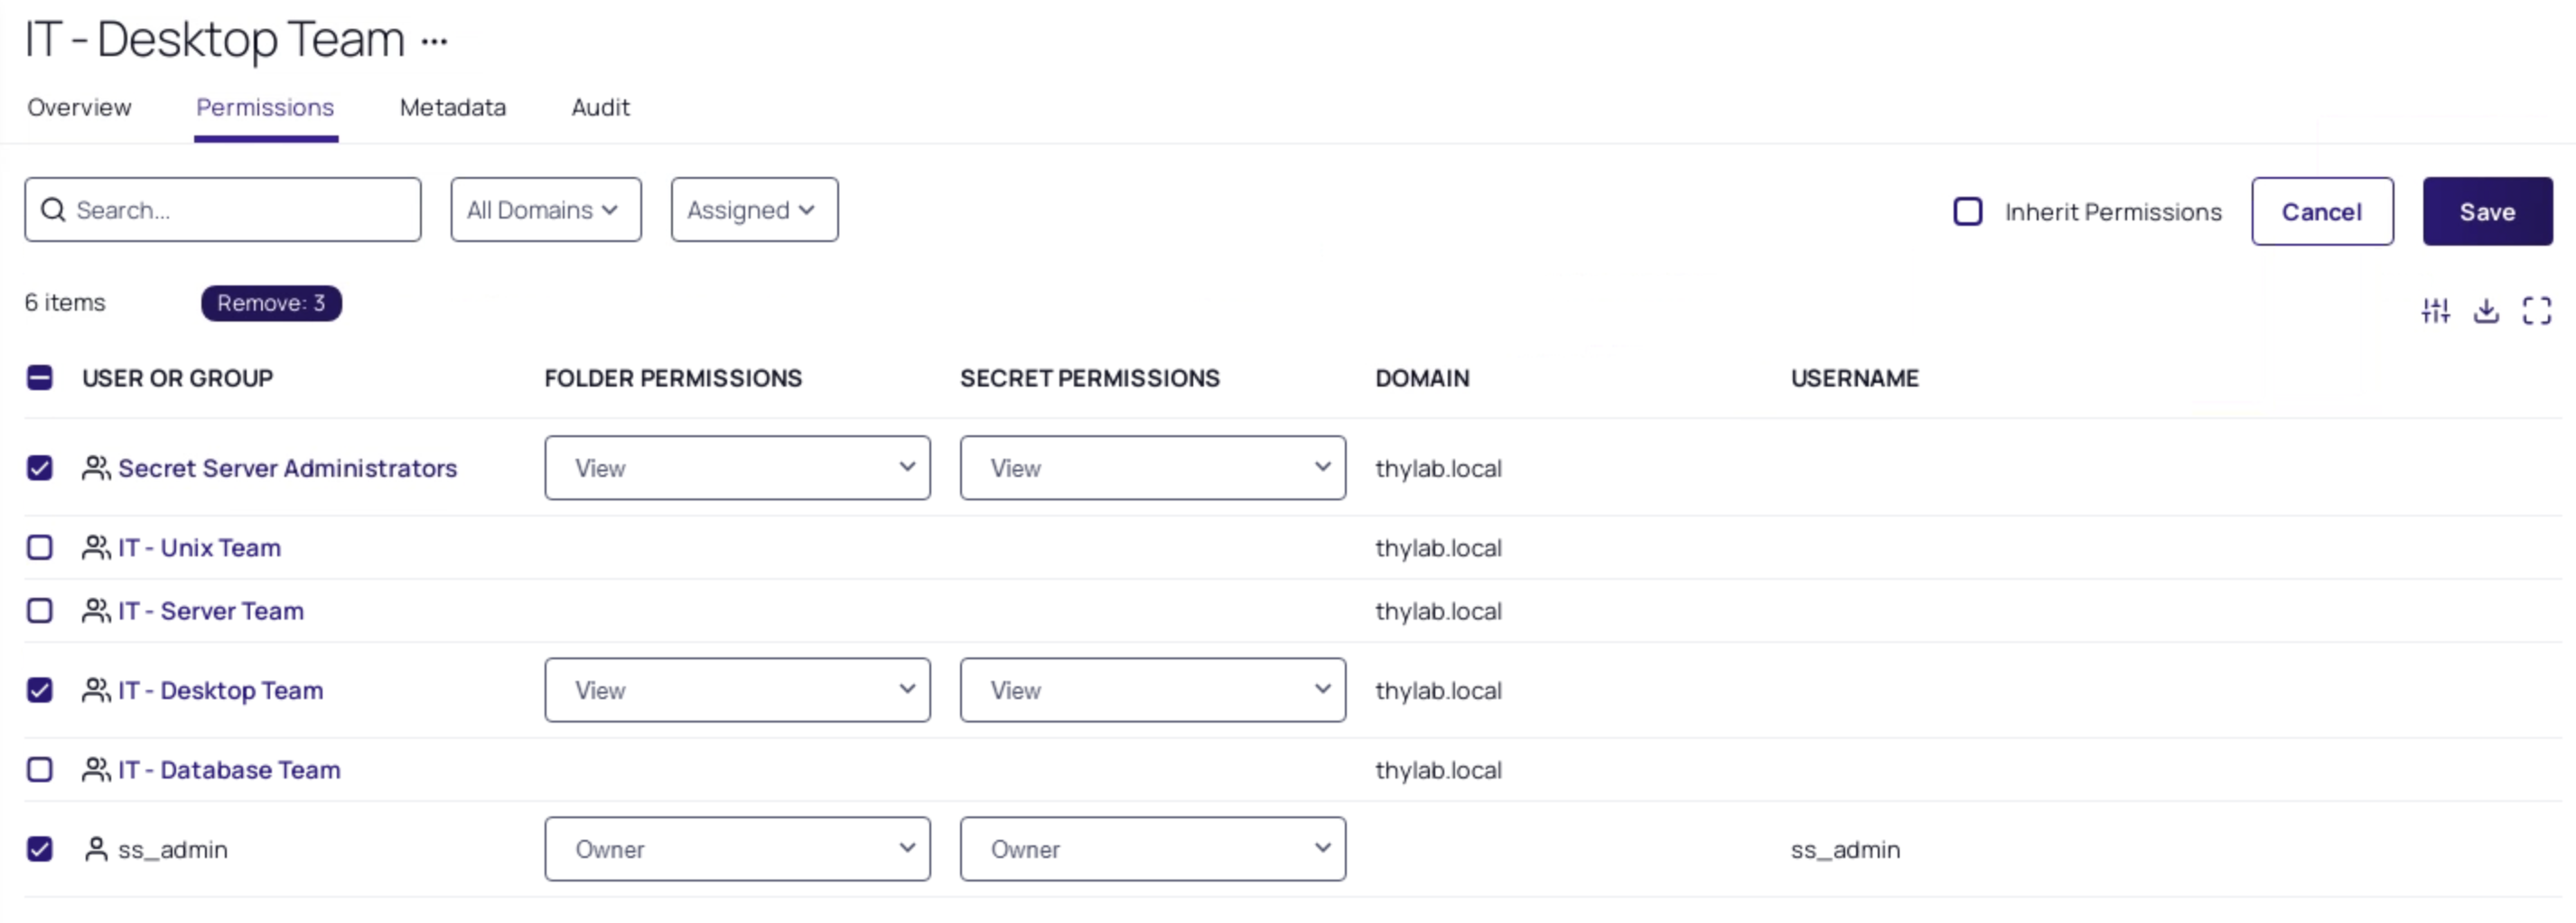 IT - Desktop Team ...
Overview Permissions Metadata Audit
Search... All Domains Assigned Inherit Permissions Cancel Save
6 items Remove: 3
USER OR GROUP FOLDER PERMISSIONS SECRET PERMISSIONS DOMAIN USERNAME
Secret Server Administrators View View thylab.local
IT - Unix Team thylab.local
IT - Server Team thylab.local
IT - Desktop Team View View thylab.local
IT - Database Team thylab.local
ss_admin Owner Owner ss_admin